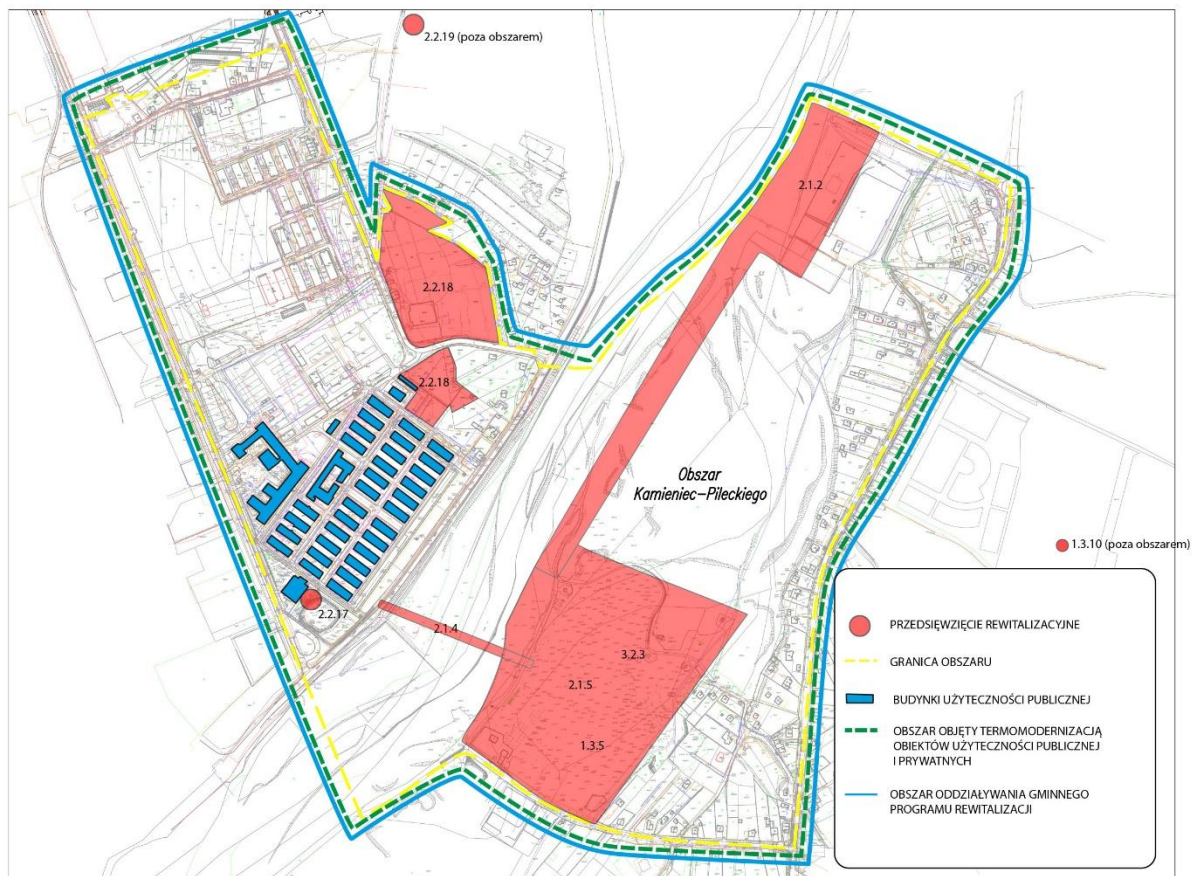 2.2.19 (poza obszarem)
2.1.2
2.2.18
2.2.18
Obszar
Kamieniec-Pileckiego
1.3.10 (poza obszarem)
2.2.17
2.1.4
3.2.3
2.1.5
1.3.5
PRZEDSIĘWZIĘCIE REWITALIZACYJNE
GRANICA OBSZARU
BUDYNKI UŻYTECZNOŚCI PUBLICZNEJ
OBSZAR OBJĘTY TERMOMODERNIZACJĄ
OBIEKTÓW UŻYTECZNOŚCI PUBLICZNEJ
I PRYWATNYCH
OBSZAR ODDZIAŁYWANIA GMINNEGO
PROGRAMU REWITALIZACJI